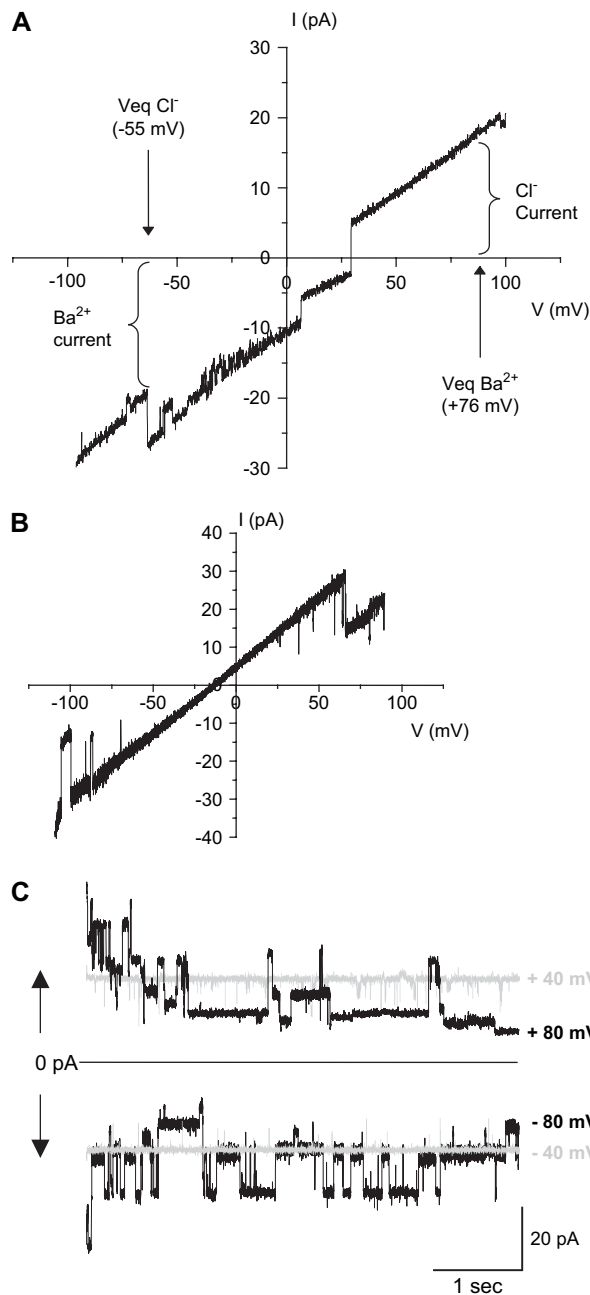 A
I (pA)
30
20
10
0
-10
-20
-30
-100
-50
0
50
100
V (mV)
Veq Cl-
(-55 mV)
Ba2+
current
Cl-
Current
Veq Ba2+
(+76 mV)
B
I (pA)
40
30
20
10
0
-10
-20
-30
-40
-100
-50
0
50
100
V (mV)
C
+ 40 mV
+ 80 mV
0 pA
- 80 mV
- 40 mV
20 pA
1 sec